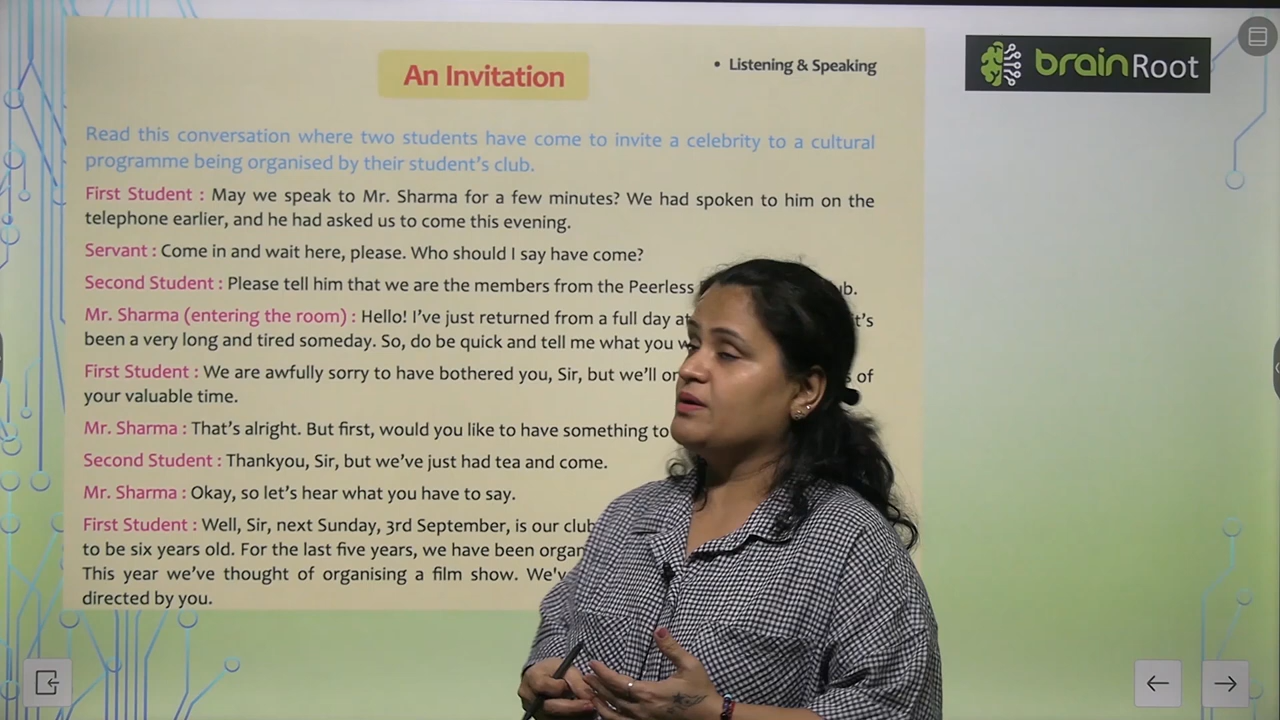 An Invitation
• Listening & Speaking
brainRoot
Read this conversation where two students have come to invite a celebrity to a cultural
programme being organised by their student's club.
First Student : May we speak to Mr. Sharma for a few minutes? We had spoken to him on the
telephone earlier, and he had asked us to come this evening.
Servant : Come in and wait here, please. Who should I say have come?
Second Student : Please tell him that we are the members from the Peerless
Mr. Sharma (entering the room) : Hello! I've just returned from a full day
been a very long and tired someday. So, do be quick and tell me what you
First Student : We are awfully sorry to have bothered you, Sir, but we'll of
your valuable time.
Mr. Sharma : That's alright. But first, would you like to have something to
Second Student : Thankyou, Sir, but we've just had tea and come.
Mr. Sharma : Okay, so let's hear what you have to say.
First Student : Well, Sir, next Sunday, 3rd September, is our
to be six years old. For the last five years, we have been
This year we've thought of organising a film show.
directed by you.